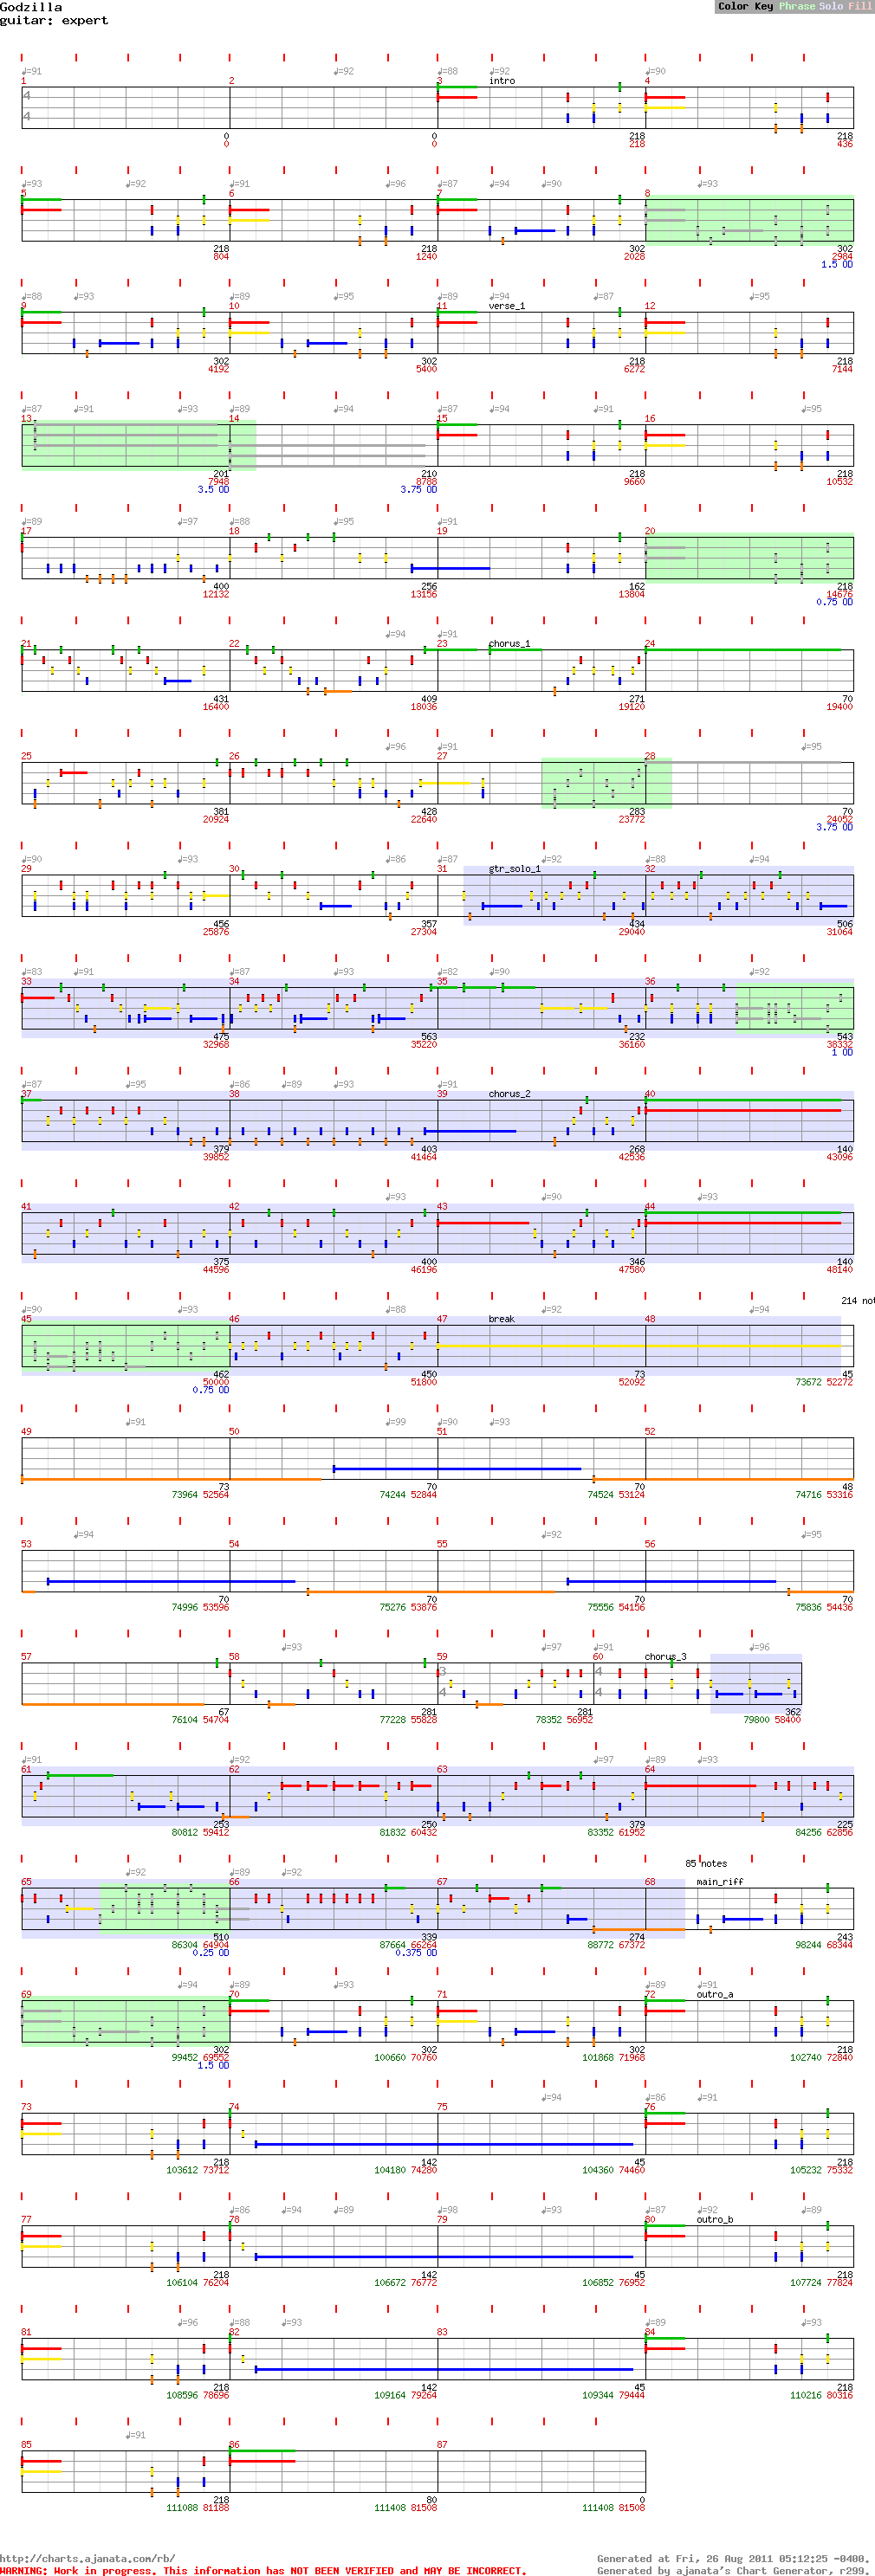 Godzilla
Color Key Phrase Solo Fill
guitar: expert
♩=91 ♩=92 ♩=88 ♩=92 ♩=90
1 2 3 intro 4
4
4
0 0 218 218
0 0 218 436
♩=93 ♩=92 ♩=91 ♩=96 ♩=87 ♩=94 ♩=90 ♩=93
5 6 7 8
218 218 302 302
804 1240 2028 2984
1.5 OD
♩=88 ♩=93 ♩=89 ♩=95 ♩=89 ♩=94 ♩=87 ♩=95
9 10 11 verse_1 12
302 302 218 218
4192 5400 6272 7144
♩=87 ♩=91 ♩=93 ♩=89 ♩=94 ♩=87 ♩=94 ♩=91 ♩=95
13 14 15 16
201 210 218 218
7948 8788 9660 10532
3.5 OD 3.75 OD
♩=89 ♩=97 ♩=88 ♩=95 ♩=91
17 18 19 20
400 256 162 218
12132 13156 13804 14676
0.75 OD
♩=94 ♩=91
21 22 23 chorus_1 24
431 409 271 70
16400 18036 19120 19400
♩=96 ♩=91 ♩=95
25 26 27 28
381 428 283 70
20924 22640 23772 24052
3.75 OD
♩=90 ♩=93 ♩=86 ♩=87 ♩=92 ♩=88 ♩=94
29 30 31 gtr_solo_1 32
456 357 434 506
25876 27304 29040 31064
♩=83 ♩=91 ♩=87 ♩=93 ♩=82 ♩=90 ♩=92
33 34 35 36
475 563 232 543
32968 35220 36160 38332
1 OD
♩=87 ♩=95 ♩=86 ♩=89 ♩=93 ♩=91
37 38 39 chorus_2 40
379 403 268 140
39852 41464 42536 43096
♩=93 ♩=90 ♩=93
41 42 43 44
375 400 346 140
44596 46196 47580 48140
♩=90 ♩=93 ♩=88 ♩=92 ♩=94 214 not
45 46 47 break 48
462 450 73 45
50000 51800 52092 73672 52272
0.75 OD
♩=91 ♩=99 ♩=90 ♩=93
49 50 51 52
73 70 70 48
73964 52564 74244 52844 74524 53124 74716 53316
♩=94 ♩=92 ♩=95
53 54 55 56
70 70 70 70
74996 53596 75276 53876 75556 54156 75836 54436
♩=93 ♩=97 ♩=91 ♩=96
57 58 59 60 chorus_3
3 4
4 4
67 281 281 362
76104 54704 77228 55828 78352 56952 79800 58400
♩=91 ♩=92 ♩=97 ♩=89 ♩=93
61 62 63 64
253 250 379 225
80812 59412 81832 60432 83352 61952 84256 62856
85 notes
♩=92 ♩=89 ♩=92
65 66 67 68 main_riff
510 339 274 243
86304 64904 87664 66264 88772 67372 98244 68344
0.25 OD 0.375 OD
♩=94 ♩=89 ♩=93 ♩=89 ♩=91
69 70 71 72 outro_a
302 302 302 218
99452 69552 100660 70760 101868 71968 102740 72840
1.5 OD
♩=94 ♩=86 ♩=91
73 74 75 76
218 142 45 218
103612 73712 104180 74280 104360 74460 105232 75332
♩=86 ♩=94 ♩=89 ♩=98 ♩=93 ♩=87 ♩=92 ♩=89
77 78 79 80 outro_b
218 142 45 218
106104 76204 106672 76772 106852 76952 107724 77824
♩=96 ♩=88 ♩=93 ♩=89 ♩=93
81 82 83 84
218 142 45 218
108596 78696 109164 79264 109344 79444 110216 80316
♩=91
85 86 87
218 80 0
111088 81188 111408 81508 111408 81508
http://charts.ajanata.com/rb/
Generated at Fri, 26 Aug 2011 05:12:25 -0400.
WARNING: Work in progress. This information has NOT BEEN VERIFIED and MAY BE INCORRECT.
Generated by ajanata's Chart Generator, r299.